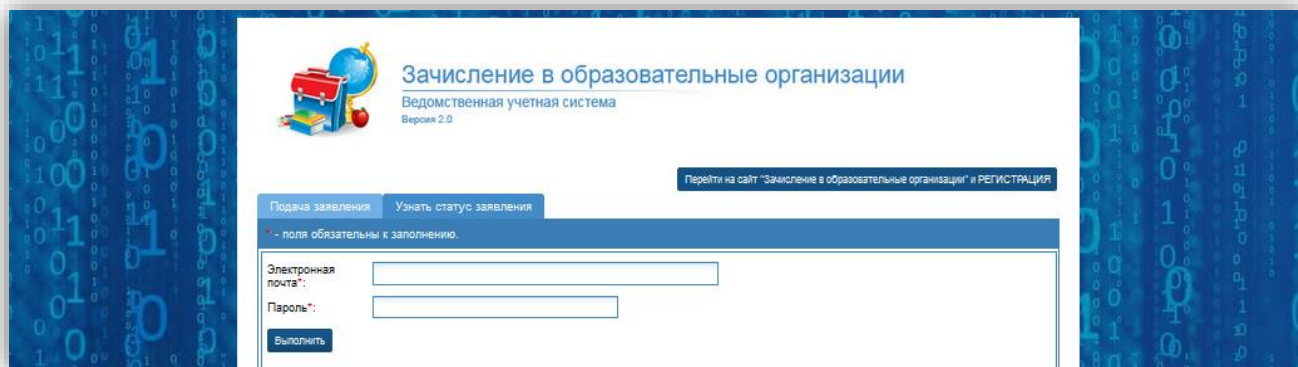 Зачисление в образовательные организации
Ведомственная учетная система
Версия 2.0
Перейти на сайт "Зачисление в образовательные организации" и РЕГИСТРАЦИЯ
Подача заявления Узнать статус заявления
* - поля обязательны к заполнению.
Электронная
почта*:
Пароль*:
Выполнить